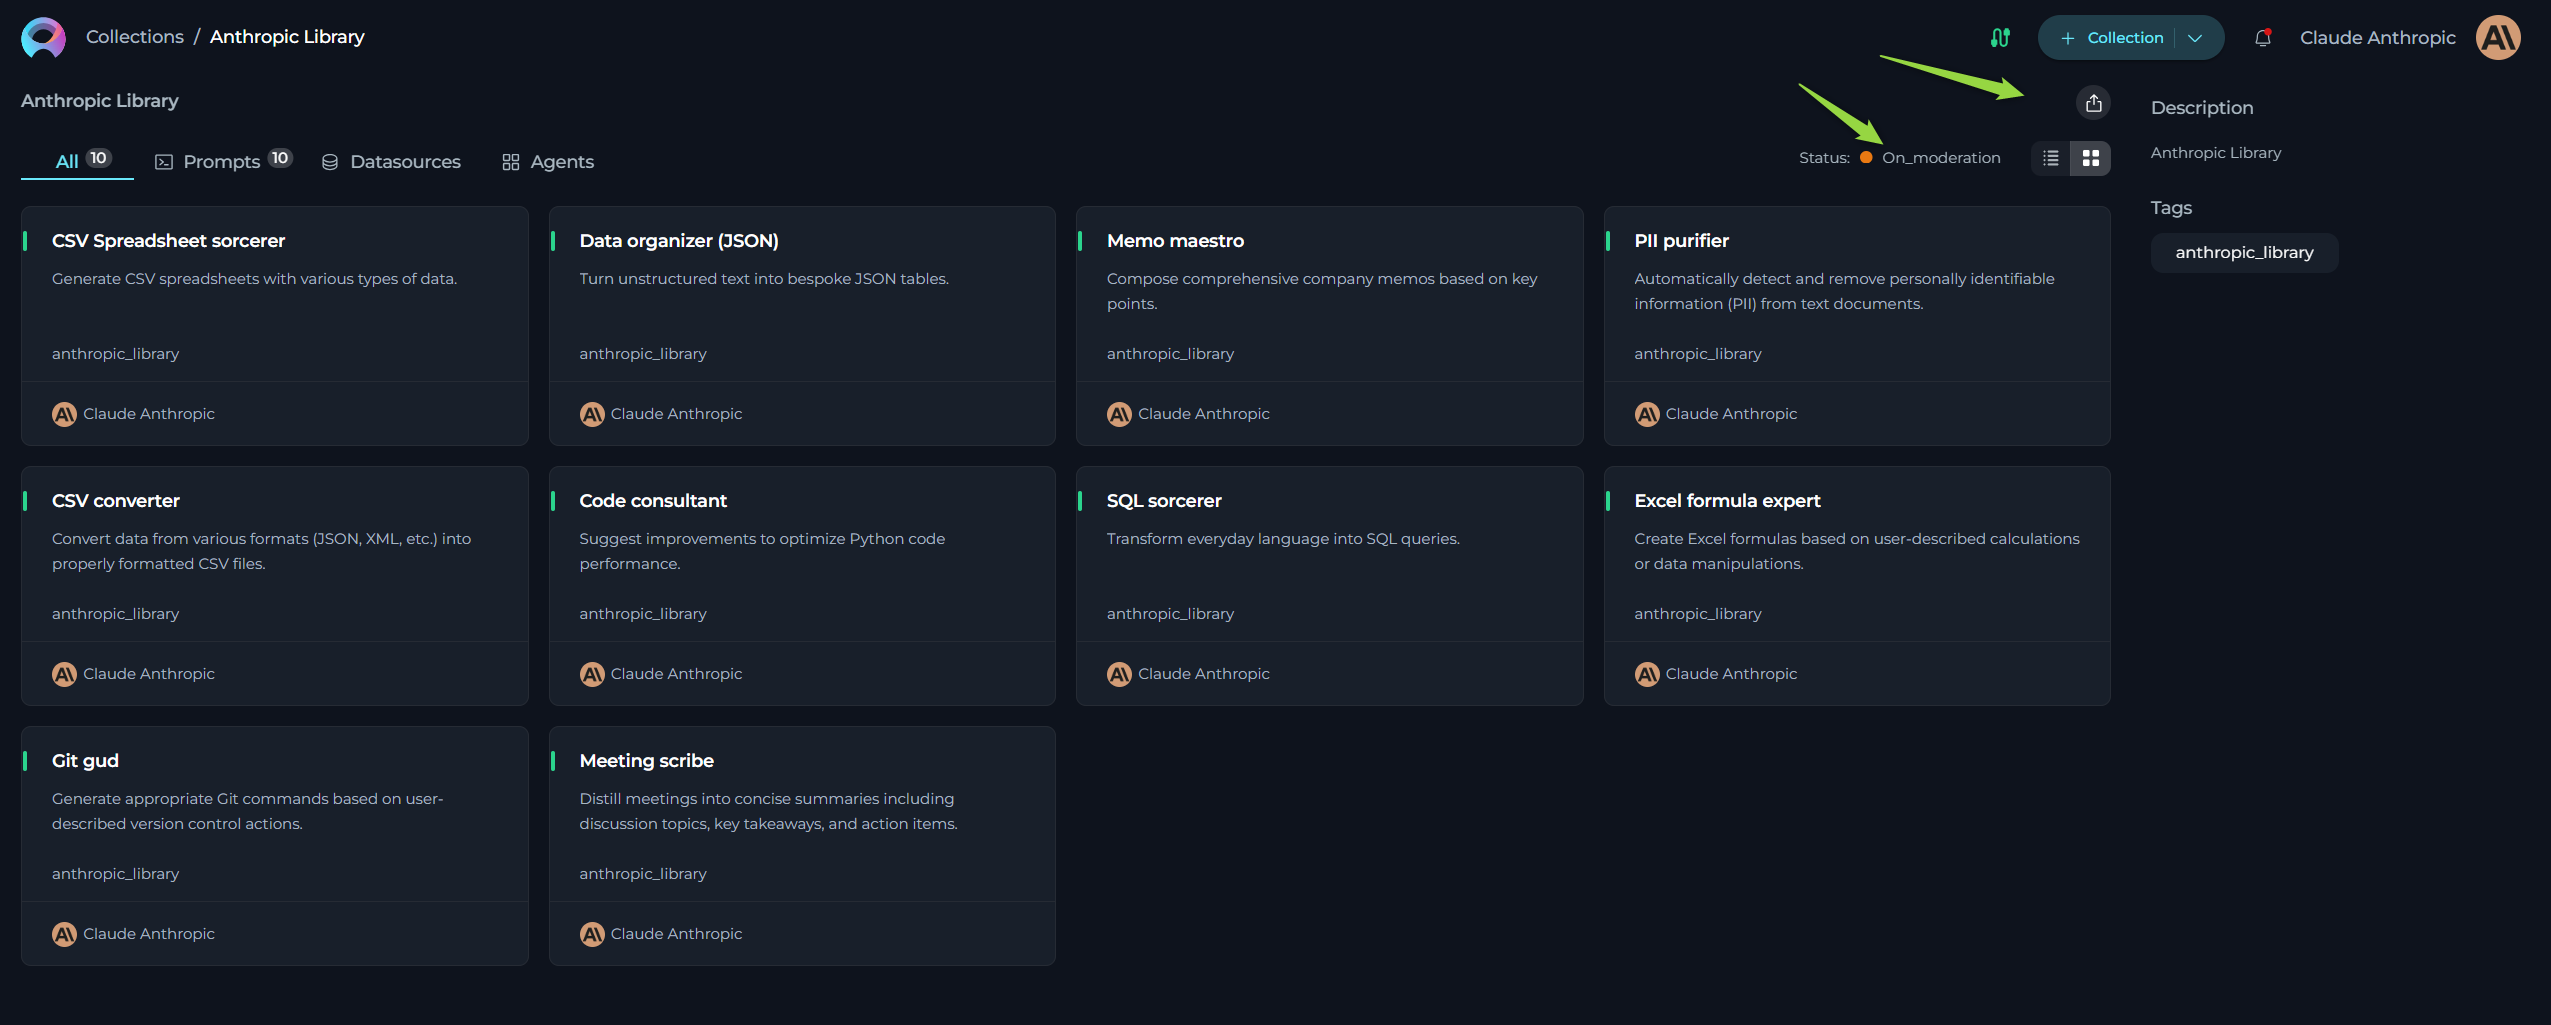 Collections / Anthropic Library
+ Collection
Claude Anthropic
Anthropic Library
All 10
Prompts 10
Datasources
Agents
Status: On_moderation
Description
Anthropic Library
Tags
anthropic_library
CSV Spreadsheet sorcerer
Generate CSV spreadsheets with various types of data.
anthropic_library
Claude Anthropic
Data organizer (JSON)
Turn unstructured text into bespoke JSON tables.
anthropic_library
Claude Anthropic
Memo maestro
Compose comprehensive company memos based on key
points.
anthropic_library
Claude Anthropic
PII purifier
Automatically detect and remove personally identifiable
information (PII) from text documents.
anthropic_library
Claude Anthropic
CSV converter
Convert data from various formats (JSON, XML, etc.) into
properly formatted CSV files.
anthropic_library
Claude Anthropic
Code consultant
Suggest improvements to optimize Python code
performance.
anthropic_library
Claude Anthropic
SQL sorcerer
Transform everyday language into SQL queries.
anthropic_library
Claude Anthropic
Excel formula expert
Create Excel formulas based on user-described calculations
or data manipulations.
anthropic_library
Claude Anthropic
Git gud
Generate appropriate Git commands based on user-
described version control actions.
anthropic_library
Claude Anthropic
Meeting scribe
Distill meetings into concise summaries including
discussion topics, key takeaways, and action items.
anthropic_library
Claude Anthropic